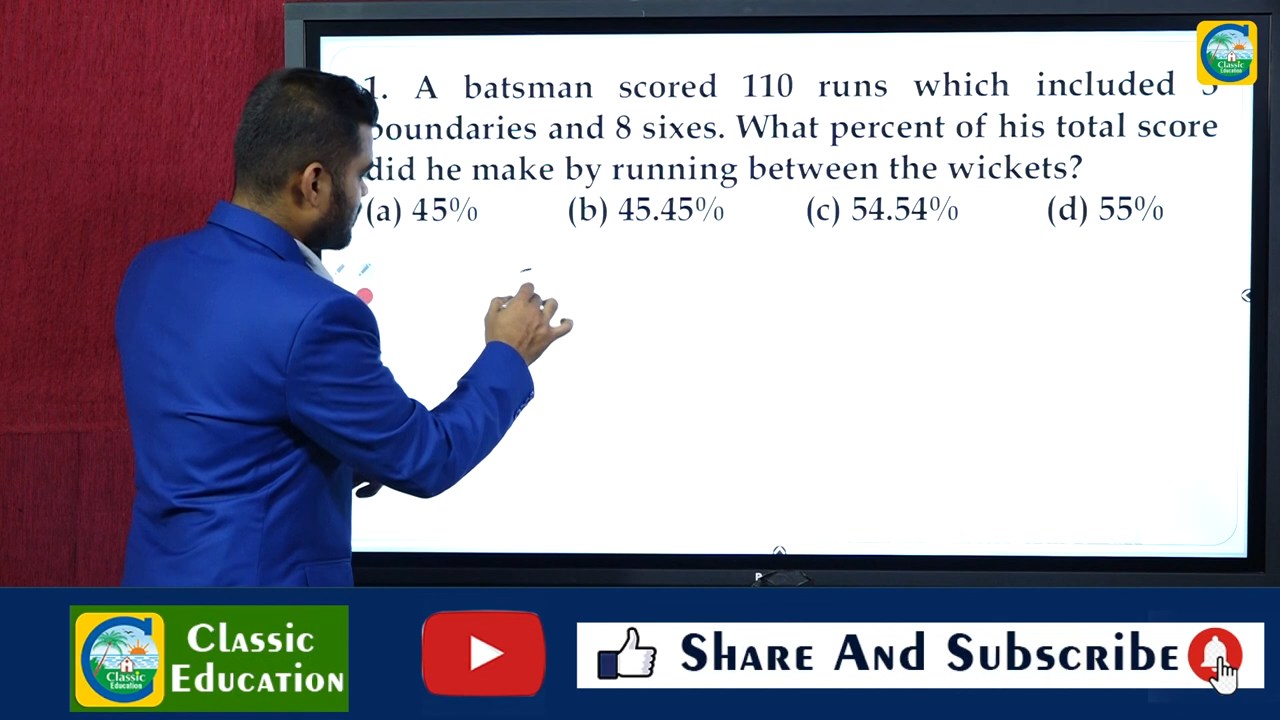 1. A batsman scored 110 runs which included
boundaries and 8 sixes. What percent of his total score
did he make by running between the wickets?
(a) 45% (b) 45.45% (c) 54.54% (d) 55%
Classic
Education
Classic
Education
Classic
Education
Share And Subscribe